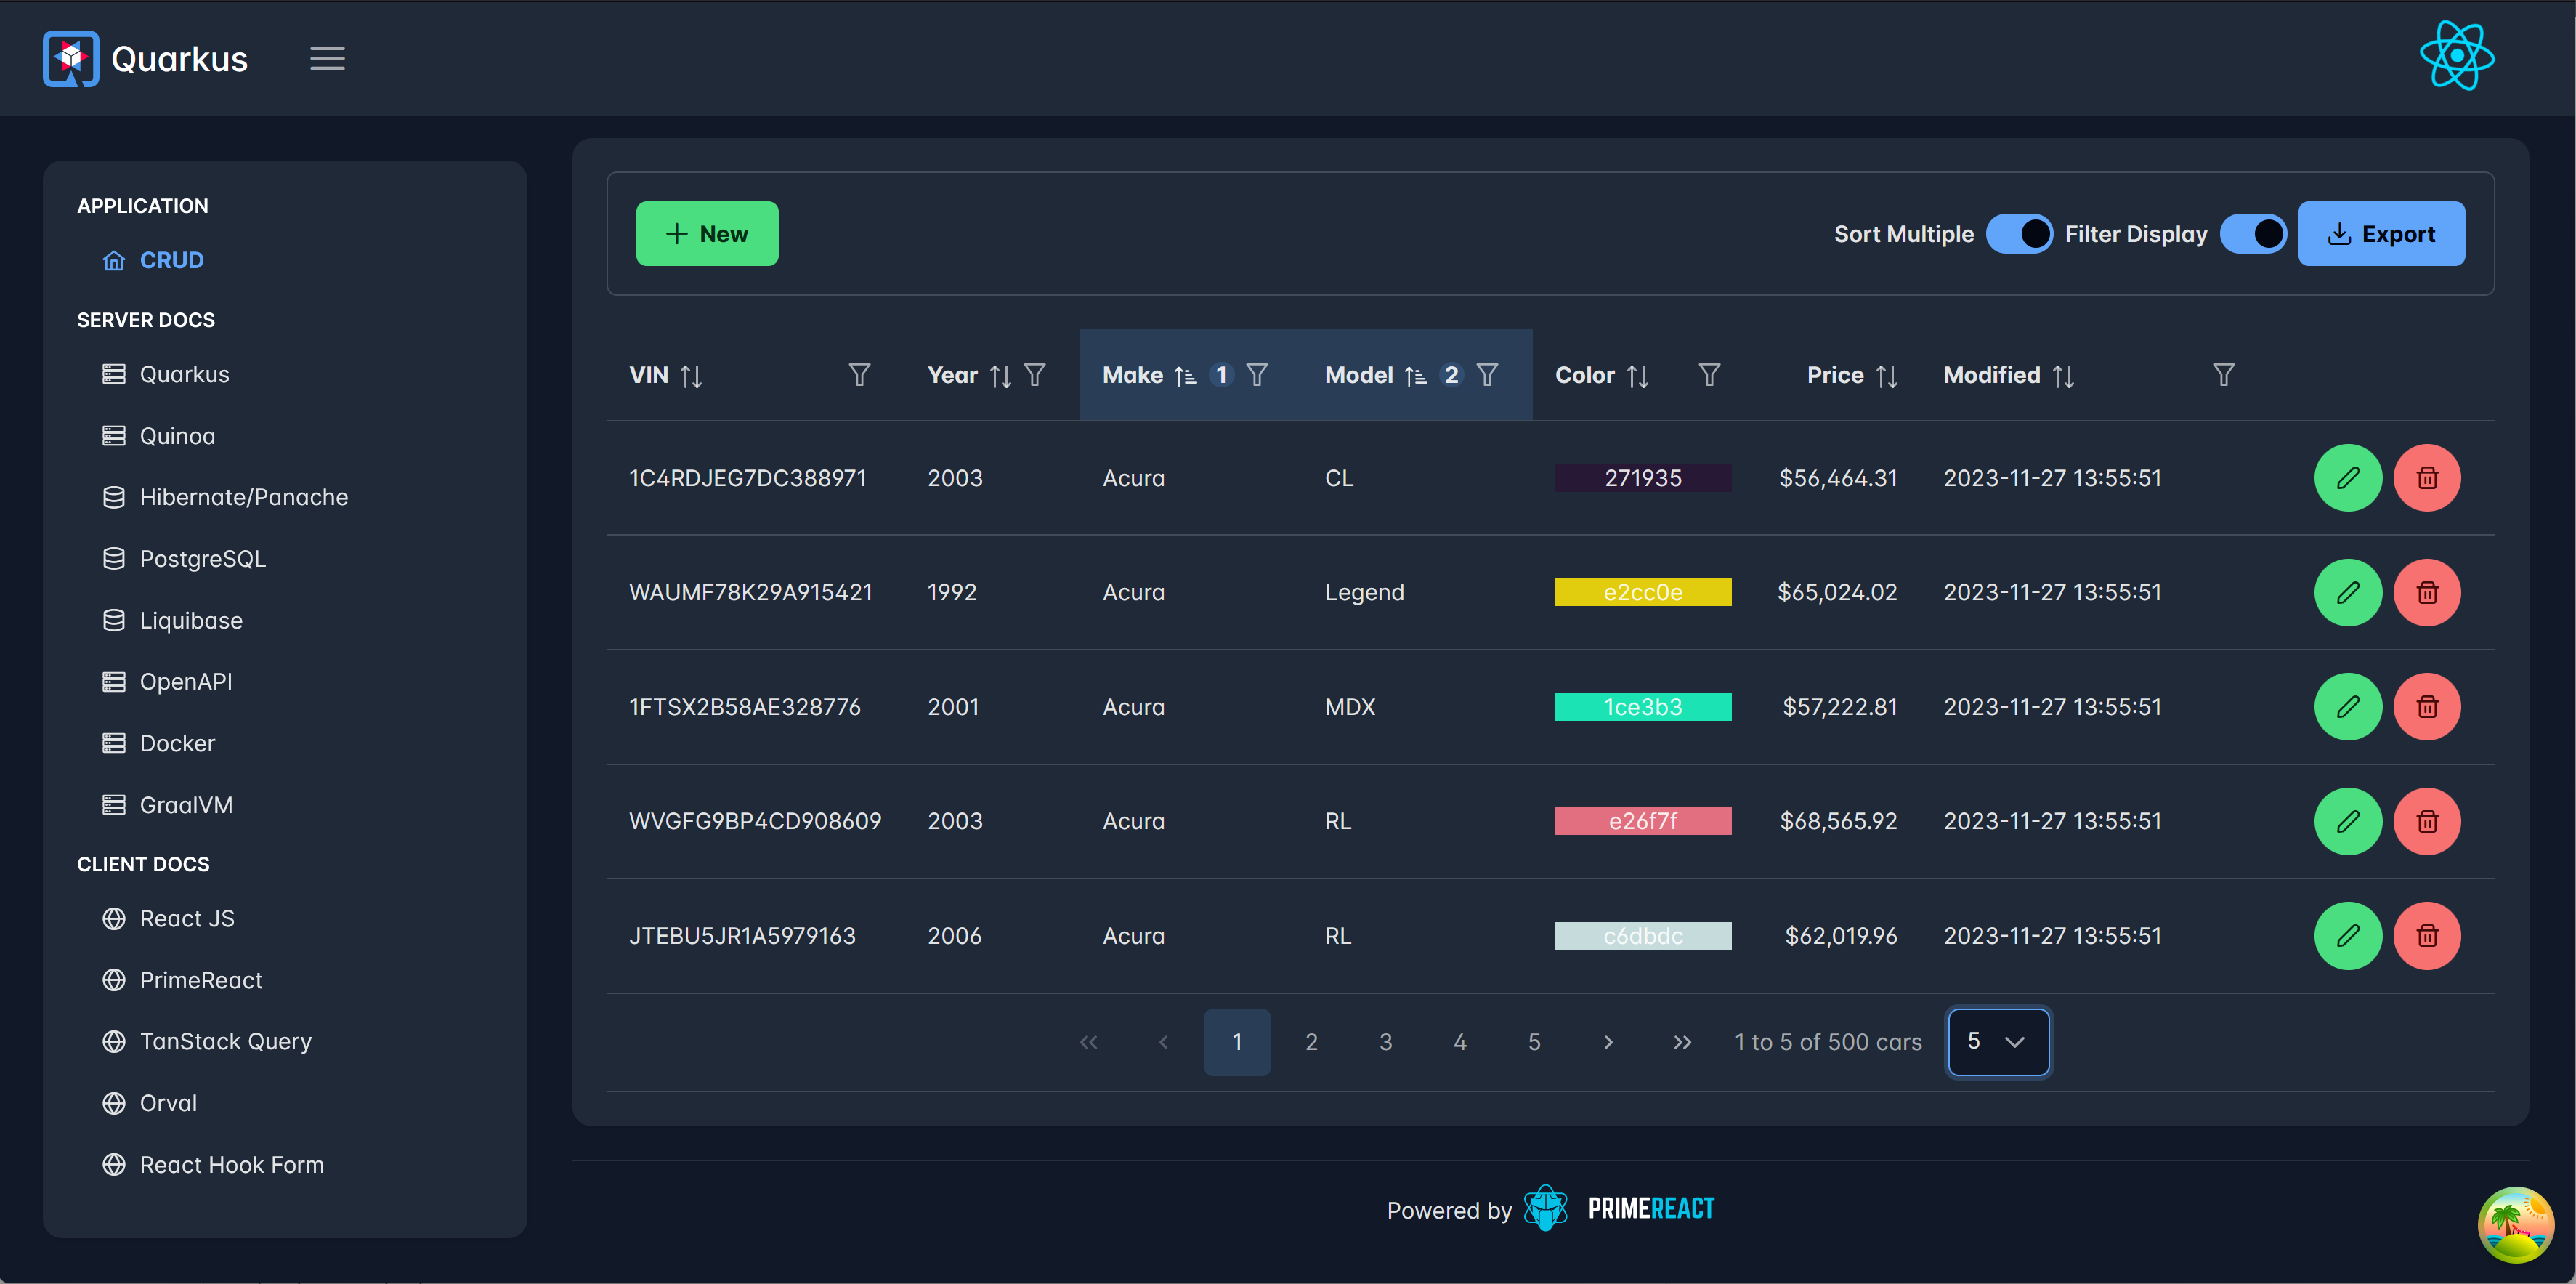 Quarkus
APPLICATION
CRUD
SERVER DOCS
Quarkus
Quinoa
Hibernate/Panache
PostgreSQL
Liquibase
OpenAPI
Docker
GraalVM
CLIENT DOCS
React JS
PrimeReact
TanStack Query
Orval
React Hook Form
New Sort Multiple Filter Display Export
VIN Year Make 1 Model 2 Color Price Modified
1C4RDJEG7DC388971 2003 Acura CL 271935 $56,464.31 2023-11-27 13:55:51
WAUMF78K29A915421 1992 Acura Legend e2cc0e $65,024.02 2023-11-27 13:55:51
1FTSX2B58AE328776 2001 Acura MDX 1ce3b3 $57,222.81 2023-11-27 13:55:51
WVGFG9BP4CD908609 2003 Acura RL e26f7f $68,565.92 2023-11-27 13:55:51
JTEBU5JR1A5979163 2006 Acura RL c6dbdc $62,019.96 2023-11-27 13:55:51
1 2 3 4 5 1 to 5 of 500 cars 5
Powered by PRIMEREACT